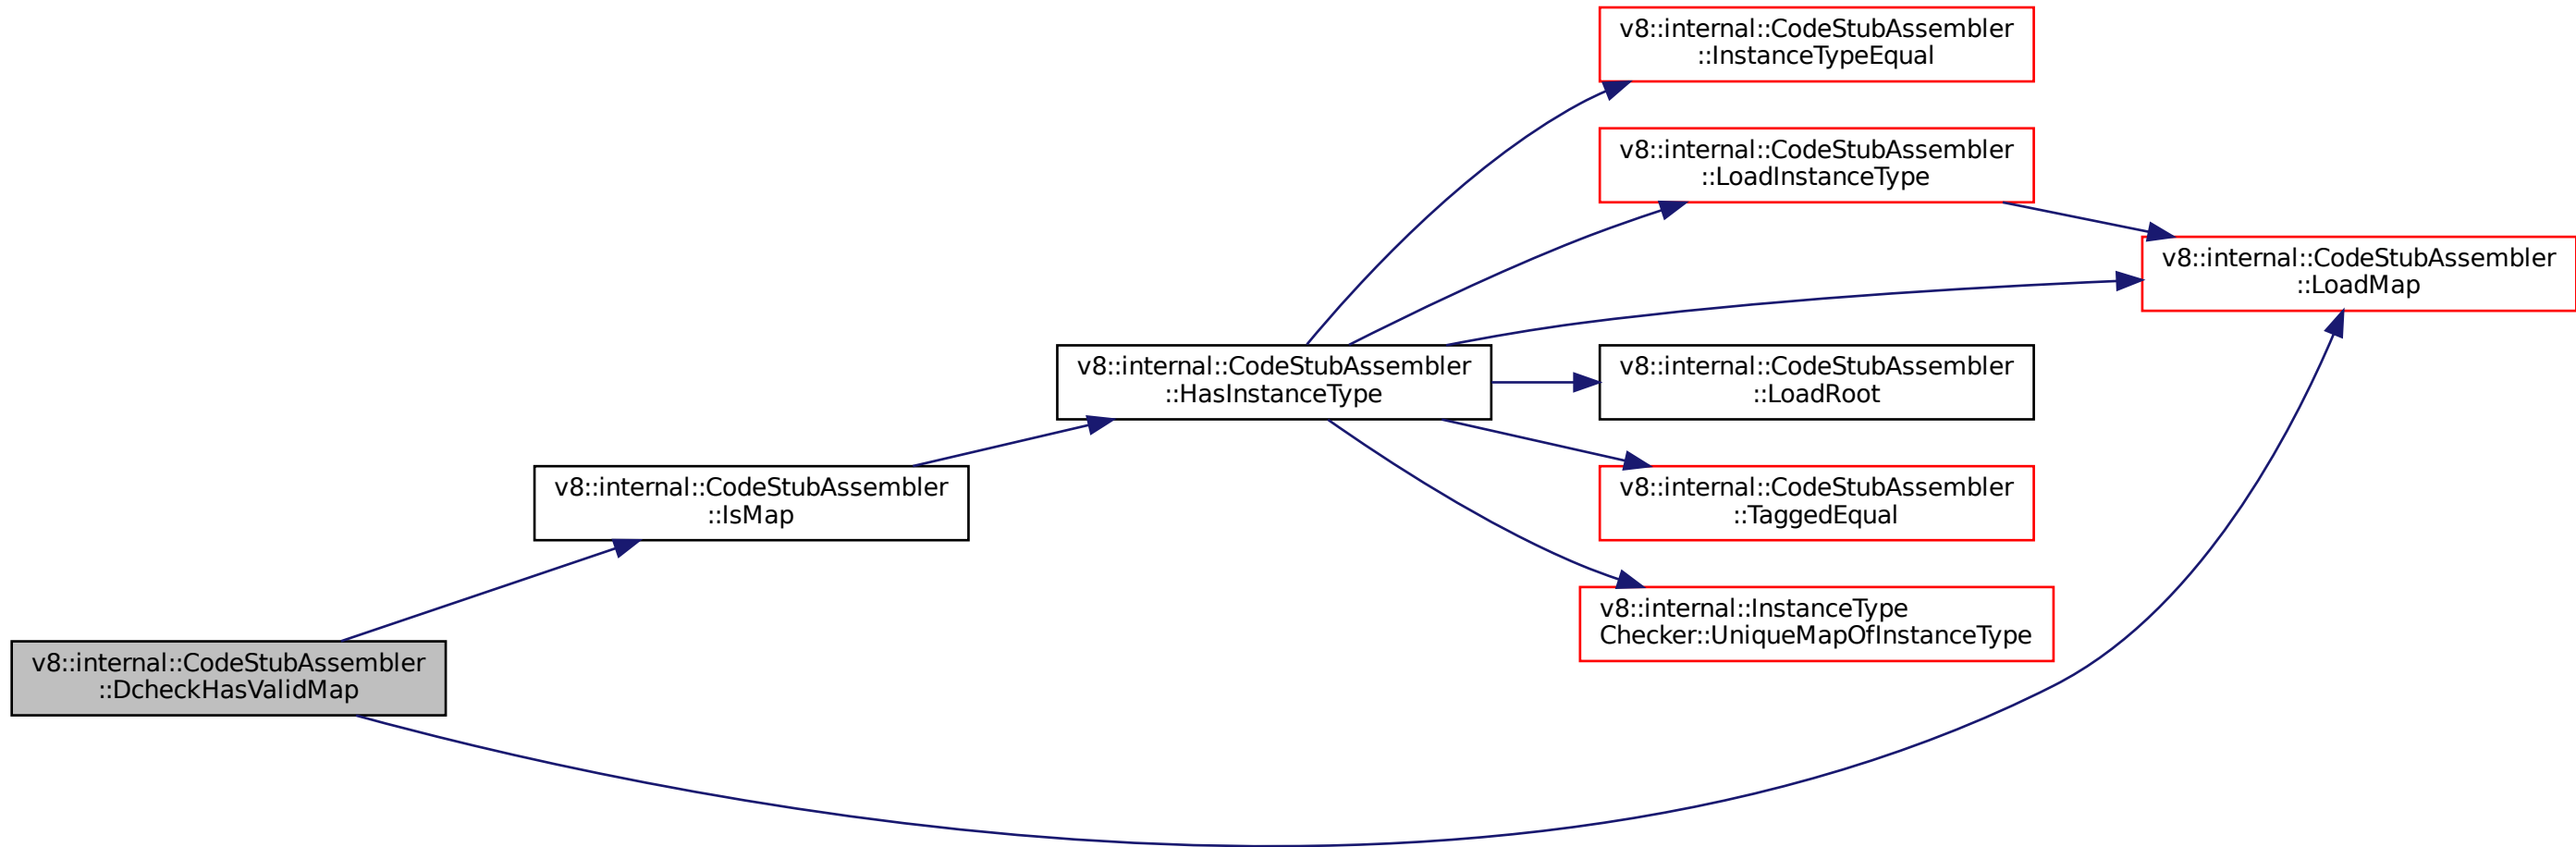 v8::internal::CodeStubAssembler
::InstanceTypeEqual
v8::internal::CodeStubAssembler
::LoadInstanceType
v8::internal::CodeStubAssembler
::LoadMap
v8::internal::CodeStubAssembler
::HasInstanceType
v8::internal::CodeStubAssembler
::LoadRoot
v8::internal::CodeStubAssembler
::IsMap
v8::internal::CodeStubAssembler
::TaggedEqual
v8::internal::InstanceType
Checker::UniqueMapOfInstanceType
v8::internal::CodeStubAssembler
::DcheckHasValidMap